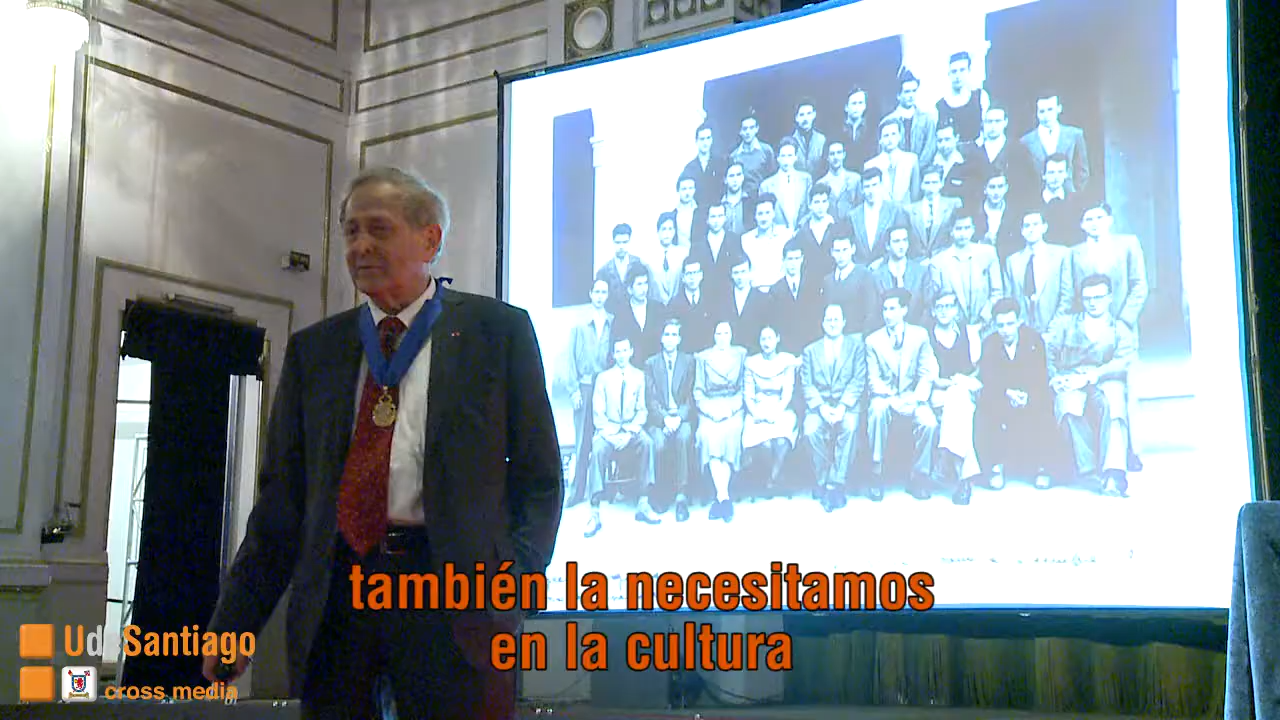 también la necesitamos
en la cultura
UdeSantiago
cross media